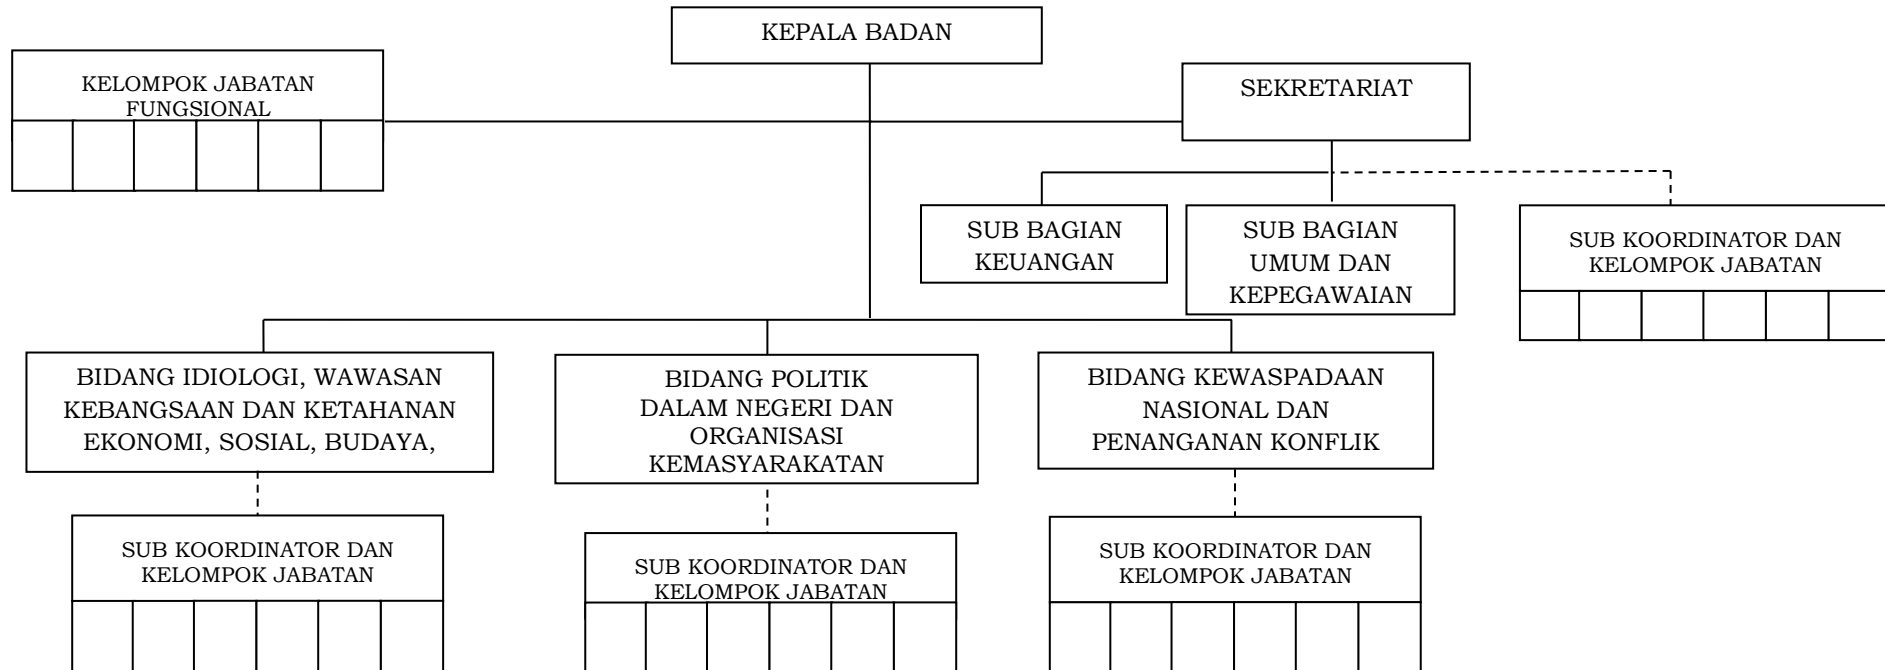 KEPALA BADAN
KELOMPOK JABATAN
FUNGSIONAL
SEKRETARIAT
SUB BAGIAN
KEUANGAN
SUB BAGIAN
UMUM DAN
KEPEGAWAIAN
SUB KOORDINATOR DAN
KELOMPOK JABATAN
BIDANG IDIOLOGI, WAWASAN
KEBANGSAAN DAN KETAHANAN
EKONOMI, SOSIAL, BUDAYA,
BIDANG POLITIK
DALAM NEGERI DAN
ORGANISASI
KEMASYARAKATAN
BIDANG KEWASPADAAN
NASIONAL DAN
PENANGANAN KONFLIK
SUB KOORDINATOR DAN
KELOMPOK JABATAN
SUB KOORDINATOR DAN
KELOMPOK JABATAN
SUB KOORDINATOR DAN
KELOMPOK JABATAN